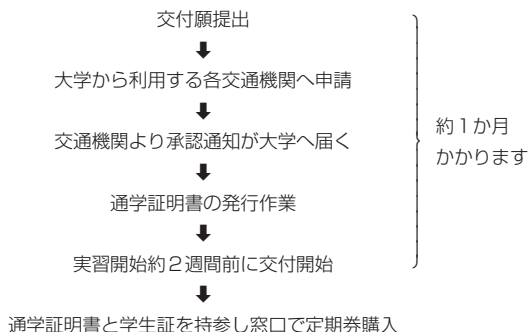 交付願提出
大学から利用する各交通機関へ申請
交通機関より承認通知が大学へ届く
通学証明書の発行作業
実習開始約2週間前に交付開始
約1か月
かかります
通学証明書と学生証を持参し窓口で定期券購入